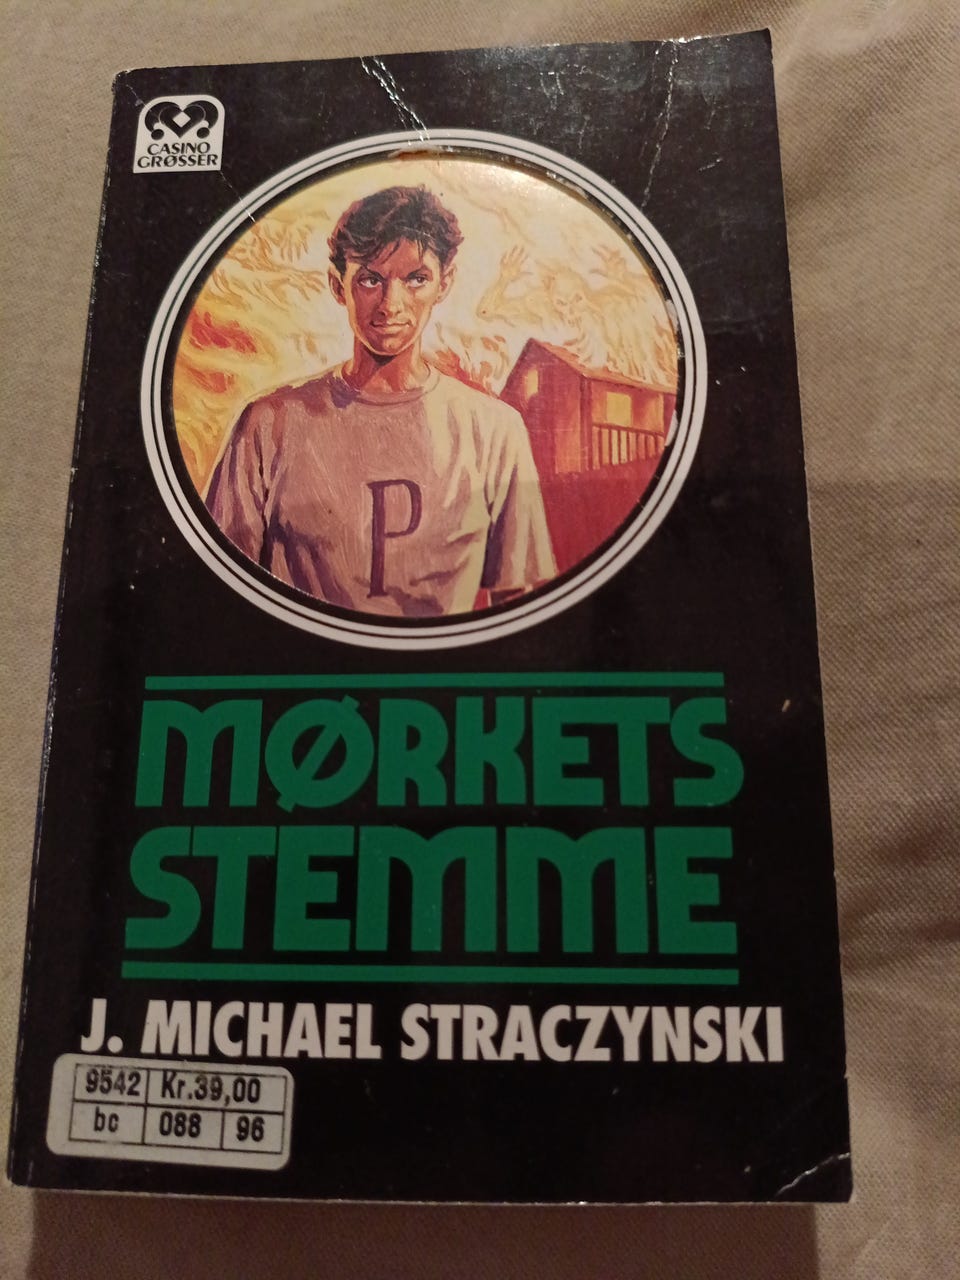 CASINO
GRØSSER
P
MØRKETS
STEMME
J. MICHAEL STRACZYNSKI
9542 Kr.39,00
bc 088 96